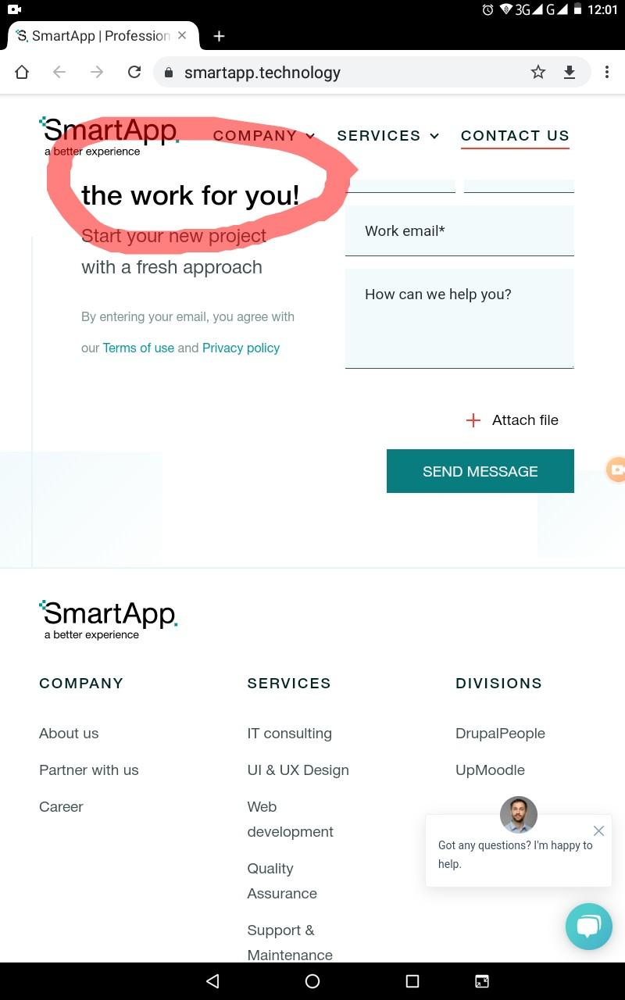 3G G 12:01
SmartApp | Profession
smartapp.technology
SmartApp.
a better experience
COMPANY SERVICES CONTACT US
the work for you!
Start your new project
with a fresh approach
By entering your email, you agree with
our Terms of use and Privacy policy
Work email*
How can we help you?
Attach file
SEND MESSAGE
SmartApp.
a better experience
COMPANY
About us
Partner with us
Career
SERVICES
IT consulting
UI & UX Design
Web
development
Quality
Assurance
Support &
Maintenance
DIVISIONS
DrupalPeople
UpMoodle
Got any questions? I'm happy to
help.